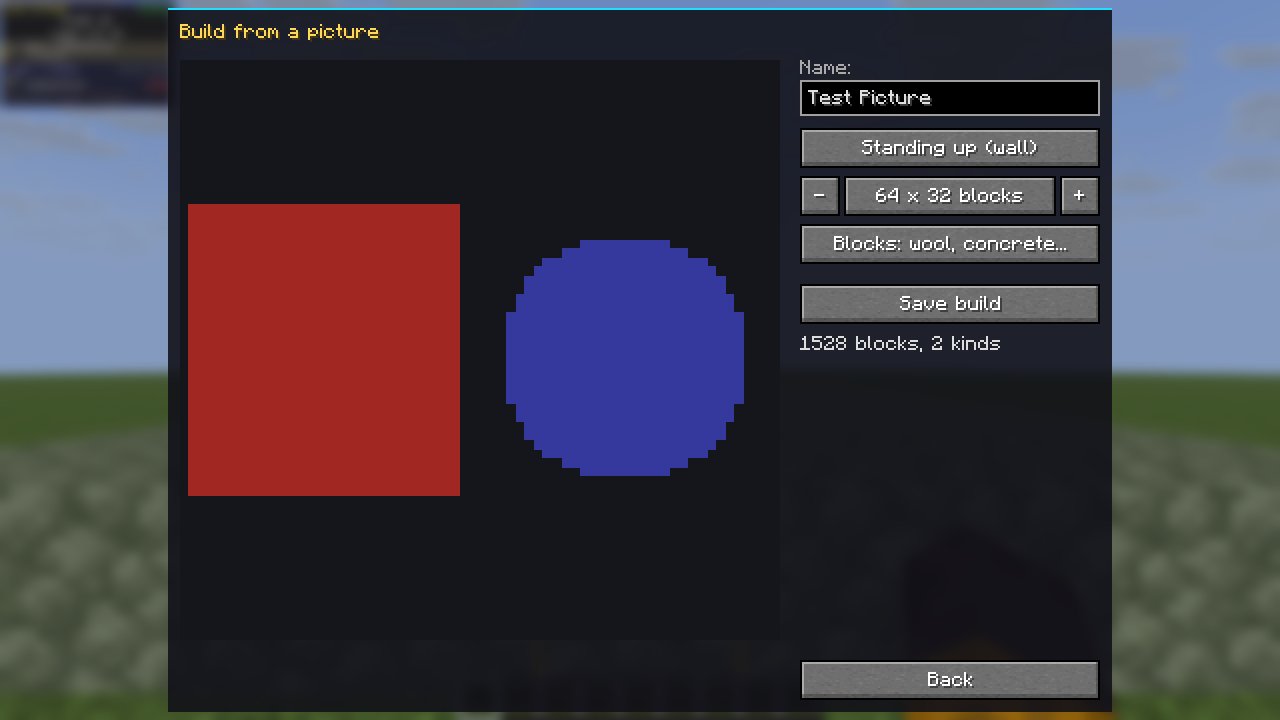 Build from a picture
Name:
Test Picture
Standing up (wall)
- 64 x 32 blocks +
Blocks: wool, concrete...
Save build
1528 blocks, 2 kinds
Back